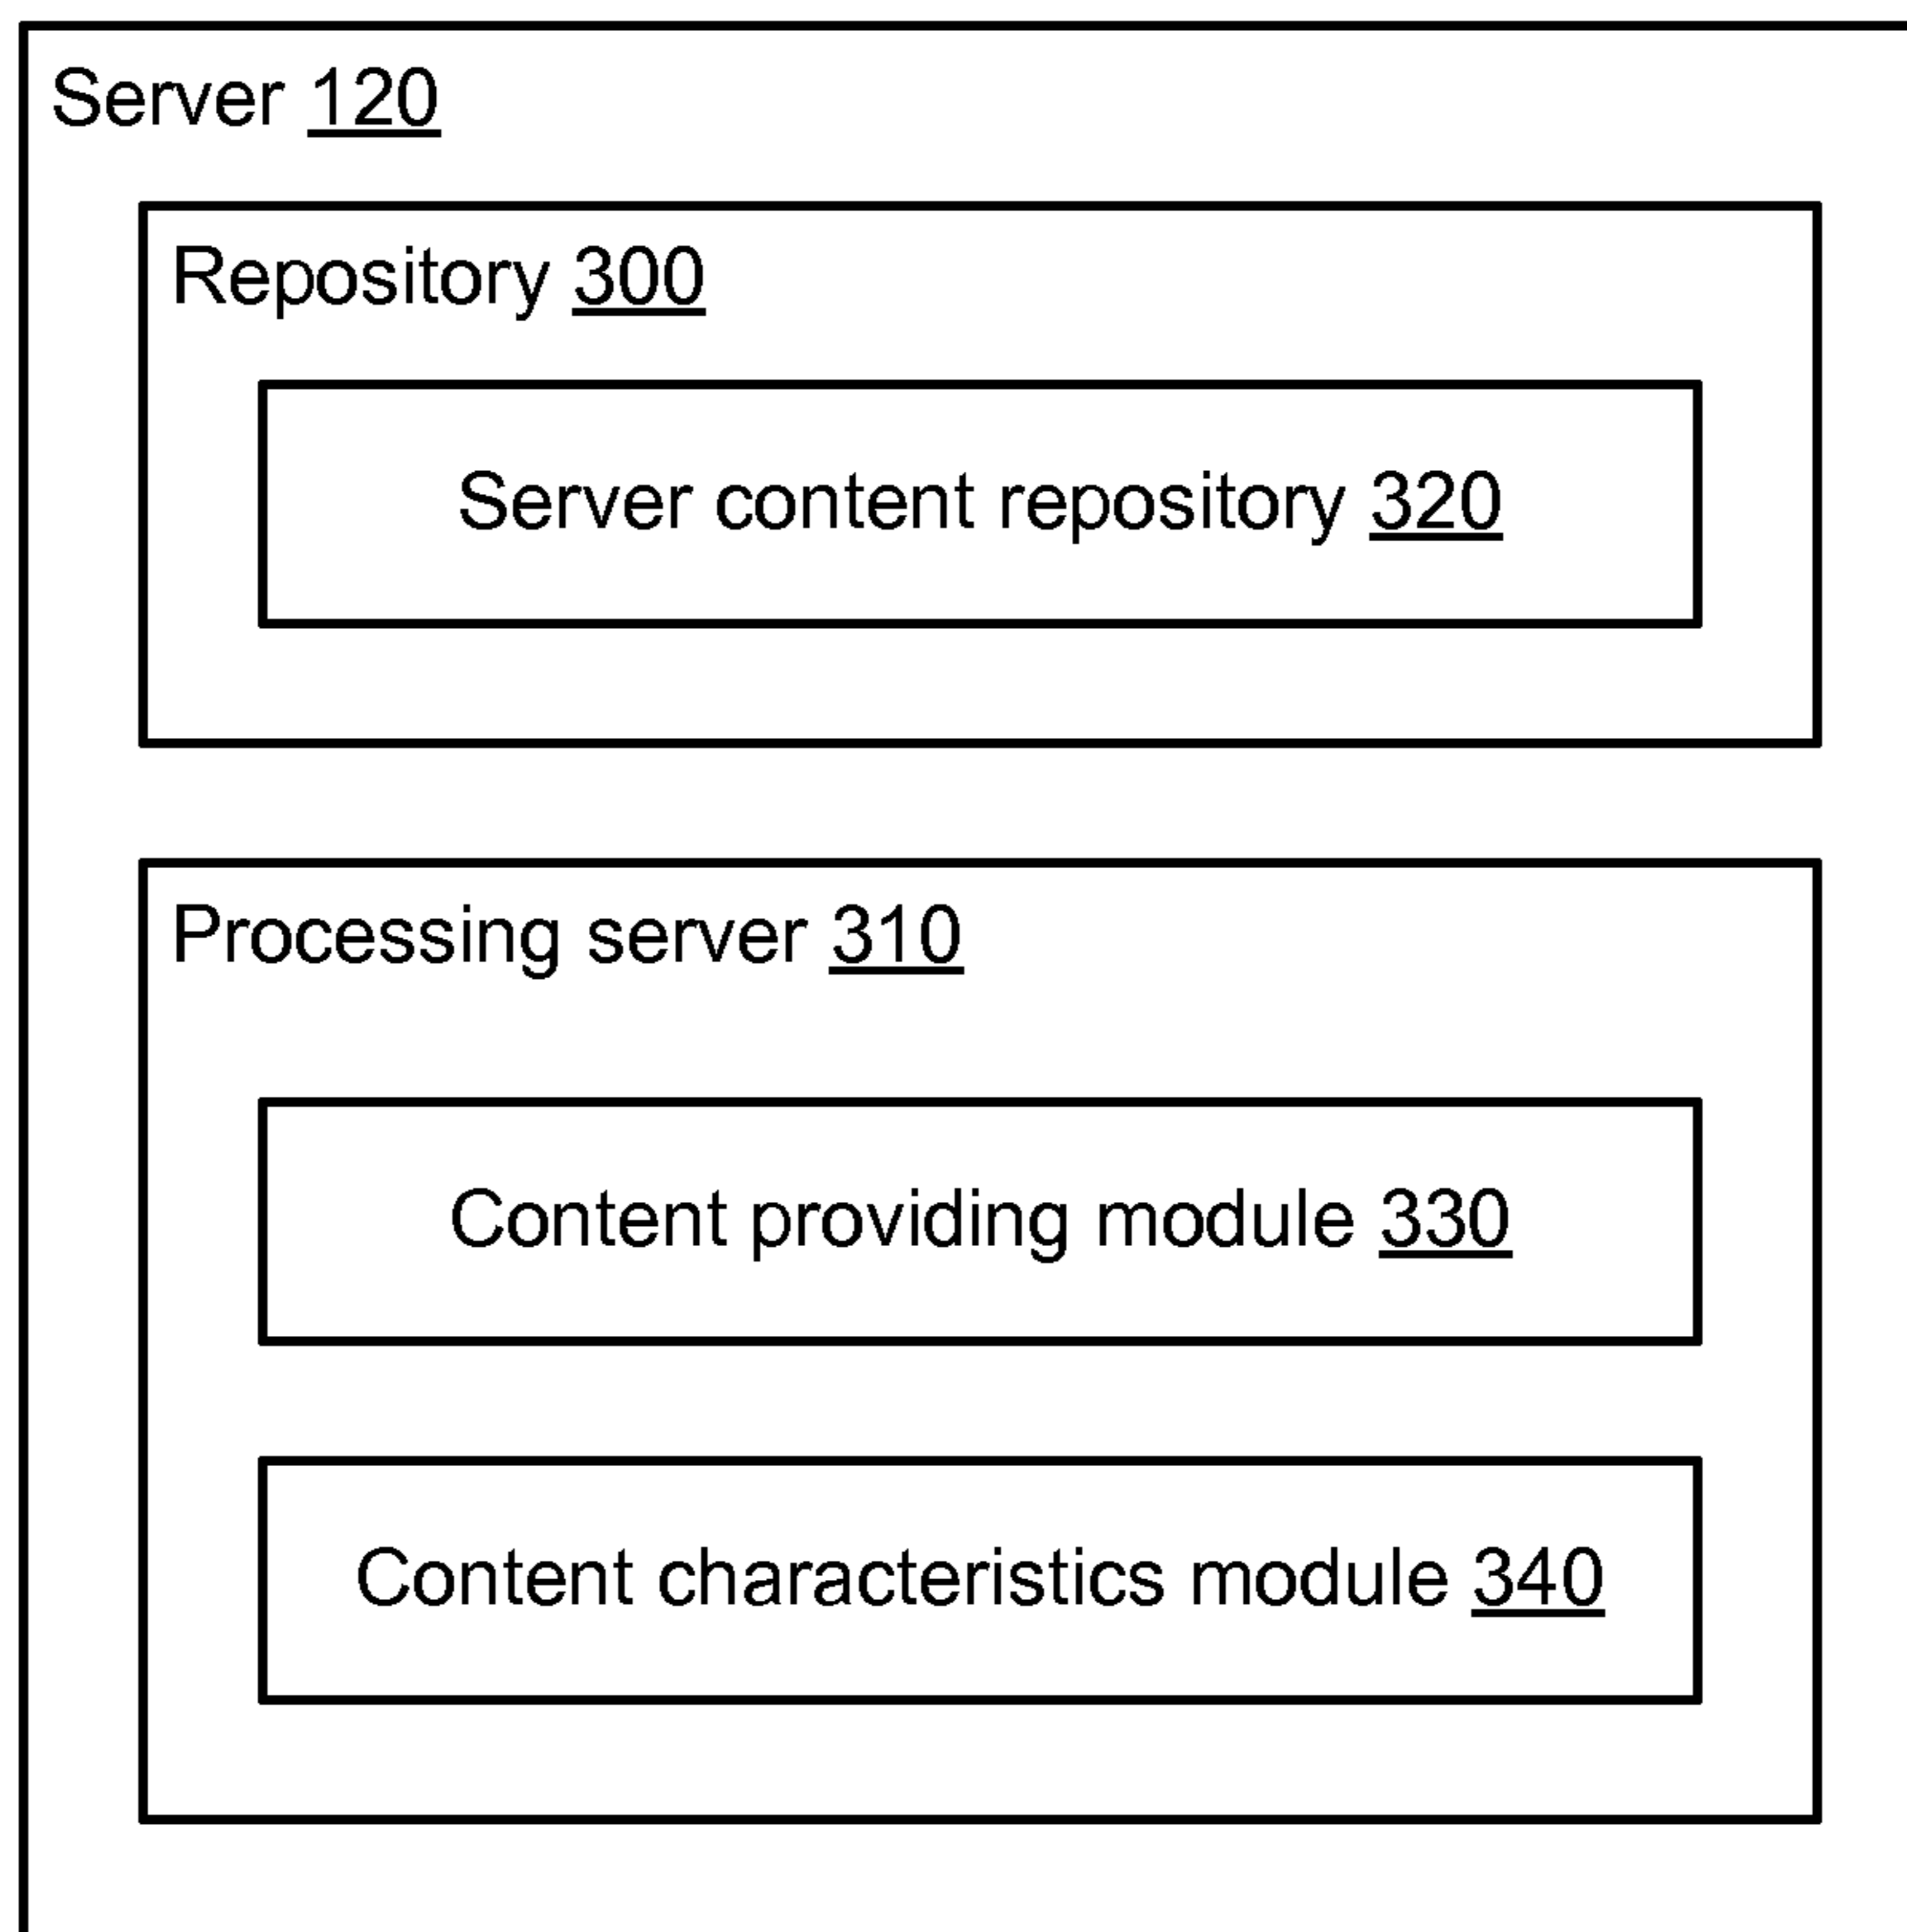 Server 120
Repository 300
Server content repository 320
Processing server 310
Content providing module 330
Content characteristics module 340